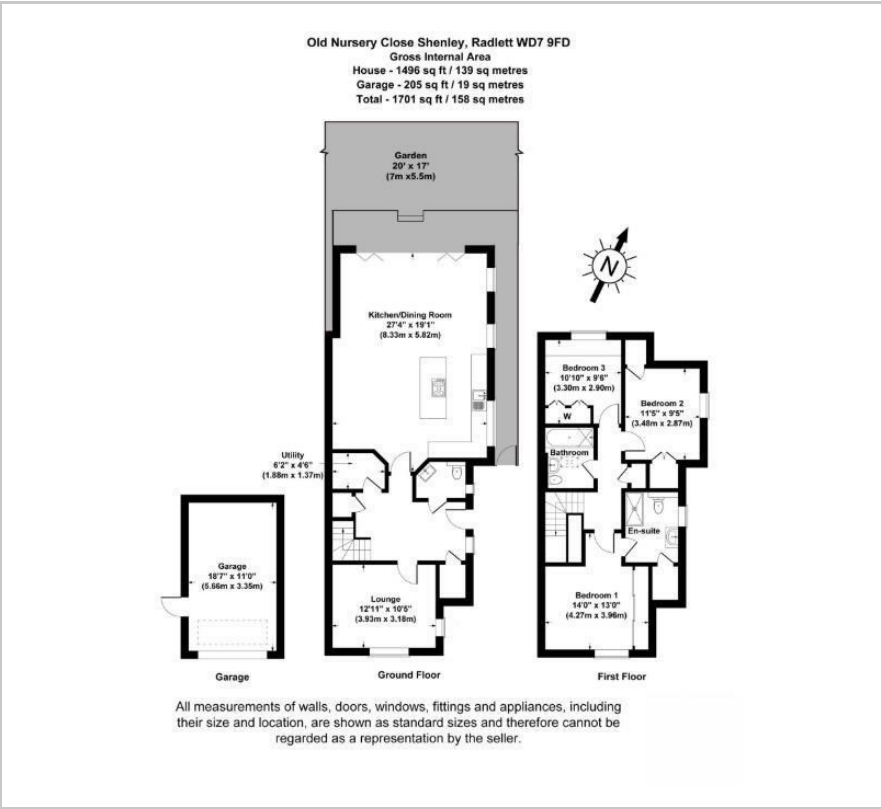 Old Nursery Close Shenley, Radlett WD7 9FD
Gross Internal Area
House - 1496 sq ft / 139 sq metres
Garage - 205 sq ft / 19 sq metres
Total - 1701 sq ft / 158 sq metres
Garden
20' x 17'
(7m x5.5m)
N
Kitchen/Dining Room
27'4" x 19'1"
(8.33m x 5.82m)
Utility
6'2" x 4'6"
(1.88m x 1.37m)
Lounge
12'11" x 10'5"
(3.93m x 3.18m)
Ground Floor
Garage
18'7" x 11'0"
(5.66m x 3.35m)
Garage
Bedroom 3
10'10" x 9'6"
(3.30m x 2.90m)
W
Bedroom 2
11'5" x 9'5"
(3.48m x 2.87m)
Bathroom
En-suite
Bedroom 1
14'0" x 13'0"
(4.27m x 3.96m)
First Floor
All measurements of walls, doors, windows, fittings and appliances, including
their size and location, are shown as standard sizes and therefore cannot be
regarded as a representation by the seller.